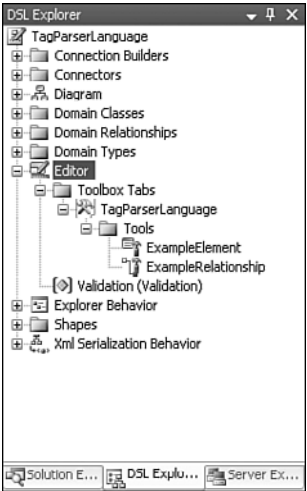 DSL Explorer
TagParserLanguage
Connection Builders
Connectors
Diagram
Domain Classes
Domain Relationships
Domain Types
Editor
Toolbox Tabs
TagParserLanguage
Tools
ExampleElement
ExampleRelationship
Validation (Validation)
Explorer Behavior
Shapes
Xml Serialization Behavior
Solution E... DSL Explo... Server Ex...